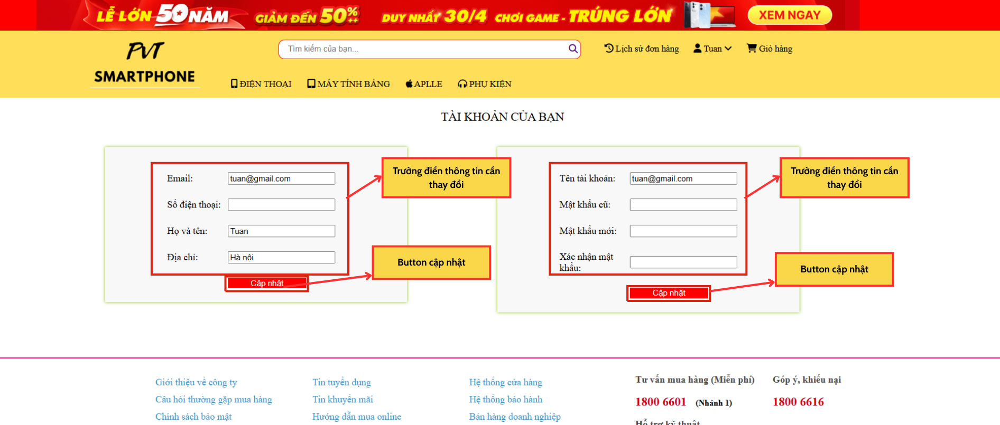 LỄ LỚN 50 NĂM GIẢM ĐẾN 50%++ DUY NHẤT 30/4 CHƠI GAME - TRÚNG LỚN XEM NGAY
PVT
SMARTPHONE
Tìm kiếm của bạn...
Lịch sử đơn hàng
Tuan
Giỏ hàng
ĐIỆN THOẠI
MÁY TÍNH BẢNG
APLLE
PHỤ KIỆN
TÀI KHOẢN CỦA BẠN
Email: tuan@gmail.com
Số điện thoại:
Họ và tên: Tuan
Địa chỉ: Hà nội
Cập nhật
Trường điền thông tin cần
thay đổi
Button cập nhật
Tên tài khoản: tuan@gmail.com
Mật khẩu cũ:
Mật khẩu mới:
Xác nhận mật
khẩu:
Cập nhật
Trường điền thông tin cần
thay đổi
Button cập nhật
Giới thiệu về công ty
Câu hỏi thường gặp mua hàng
Chính sách bảo mật
Tin tuyển dụng
Tin khuyến mãi
Hướng dẫn mua online
Hệ thống cửa hàng
Hệ thống bảo hành
Bán hàng doanh nghiệp
Tư vấn mua hàng (Miễn phí)
1800 6601 (Nhánh 1)
Hỗ trợ kỹ thuật
Góp ý, khiếu nại
1800 6616